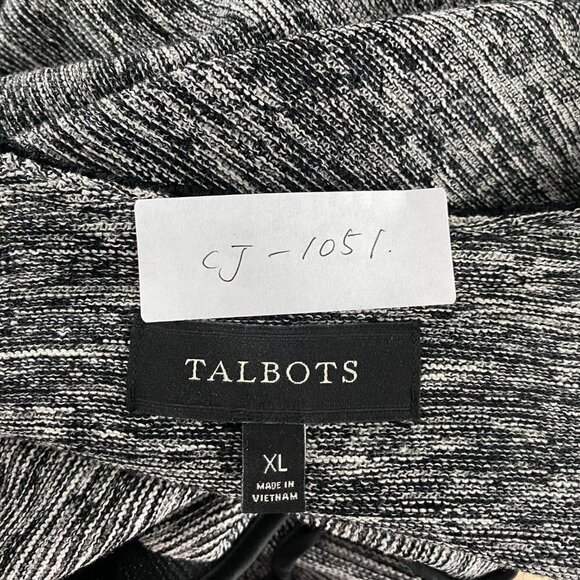 CJ-1051.
TALBOTS
XL
MADE IN
VIETNAM